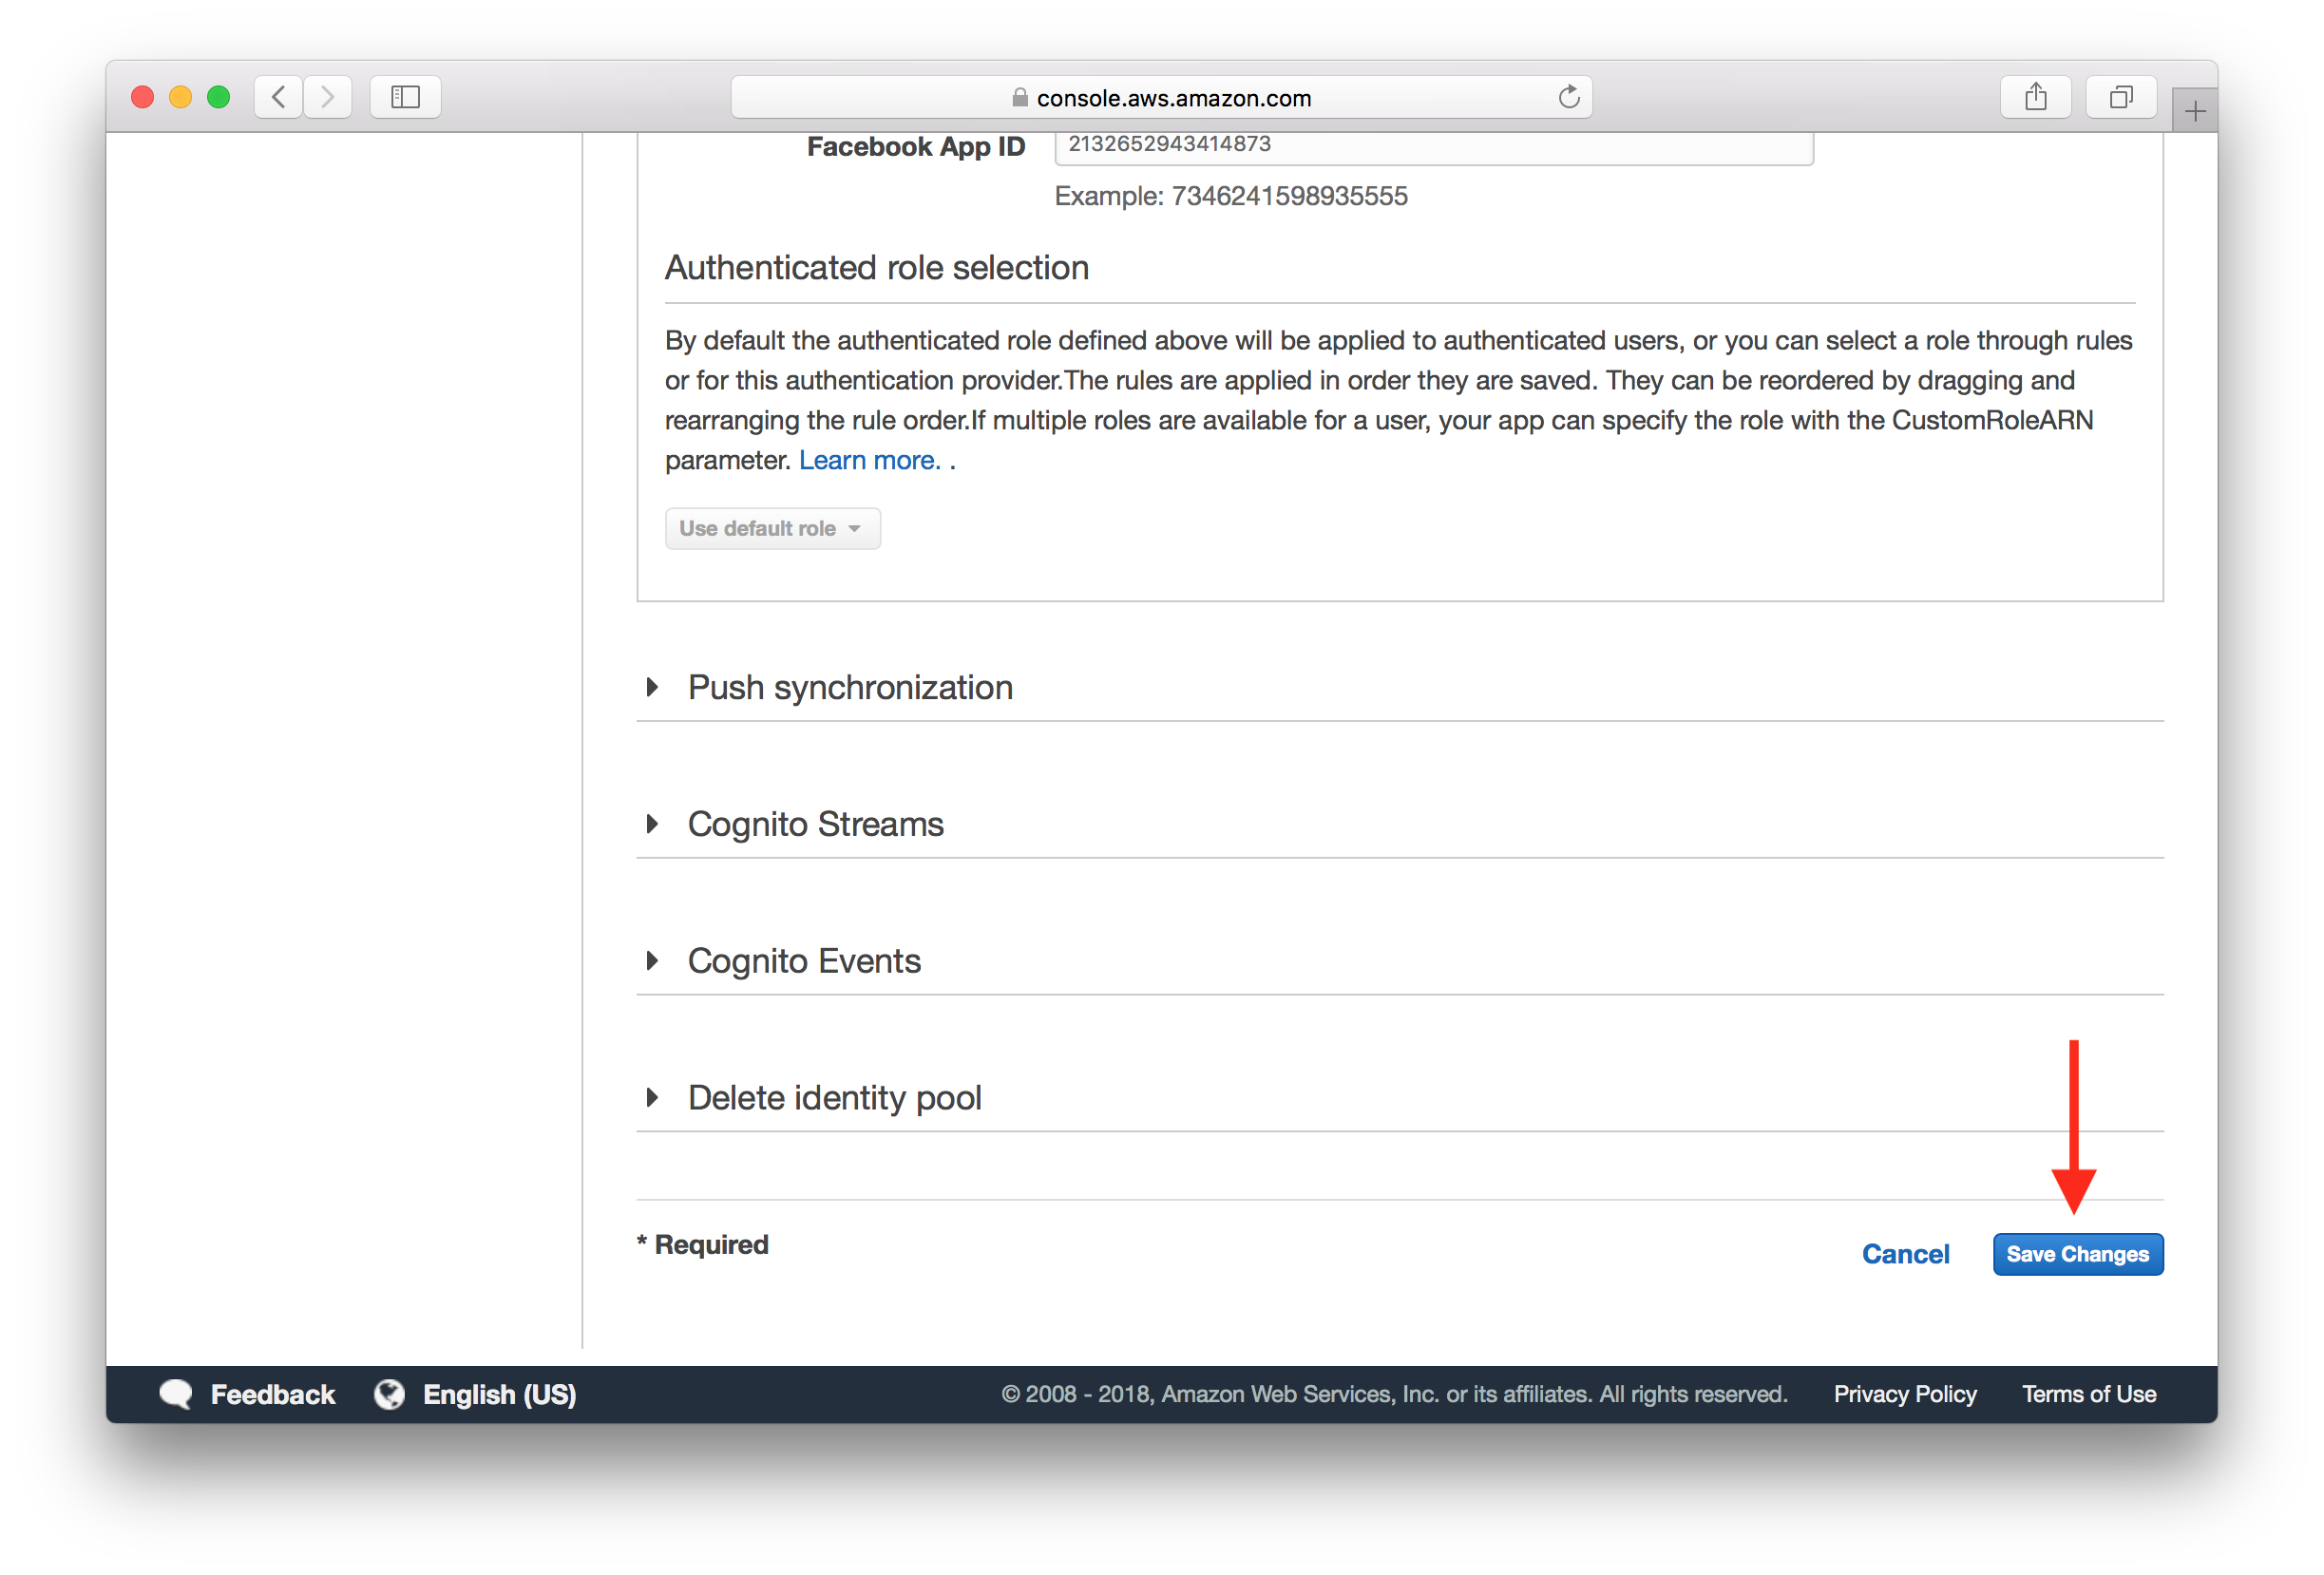 console.aws.amazon.com
Facebook App ID
2132652943414873
Example: 7346241598935555
Authenticated role selection
By default the authenticated role defined above will be applied to authenticated users, or you can select a role through rules
or for this authentication provider.The rules are applied in order they are saved. They can be reordered by dragging and
rearranging the rule order.If multiple roles are available for a user, your app can specify the role with the CustomRoleARN
parameter. Learn more. .
Use default role
Push synchronization
Cognito Streams
Cognito Events
Delete identity pool
* Required
Cancel
Save Changes
Feedback
English (US)
© 2008 - 2018, Amazon Web Services, Inc. or its affiliates. All rights reserved.
Privacy Policy
Terms of Use